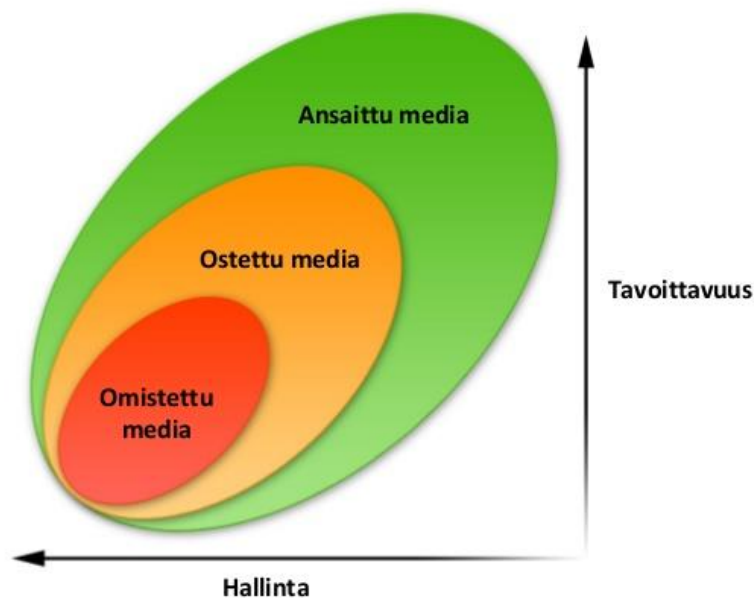 Ansaittu media
Ostettu media
Tavoittavuus
Omistettu
media
Hallinta